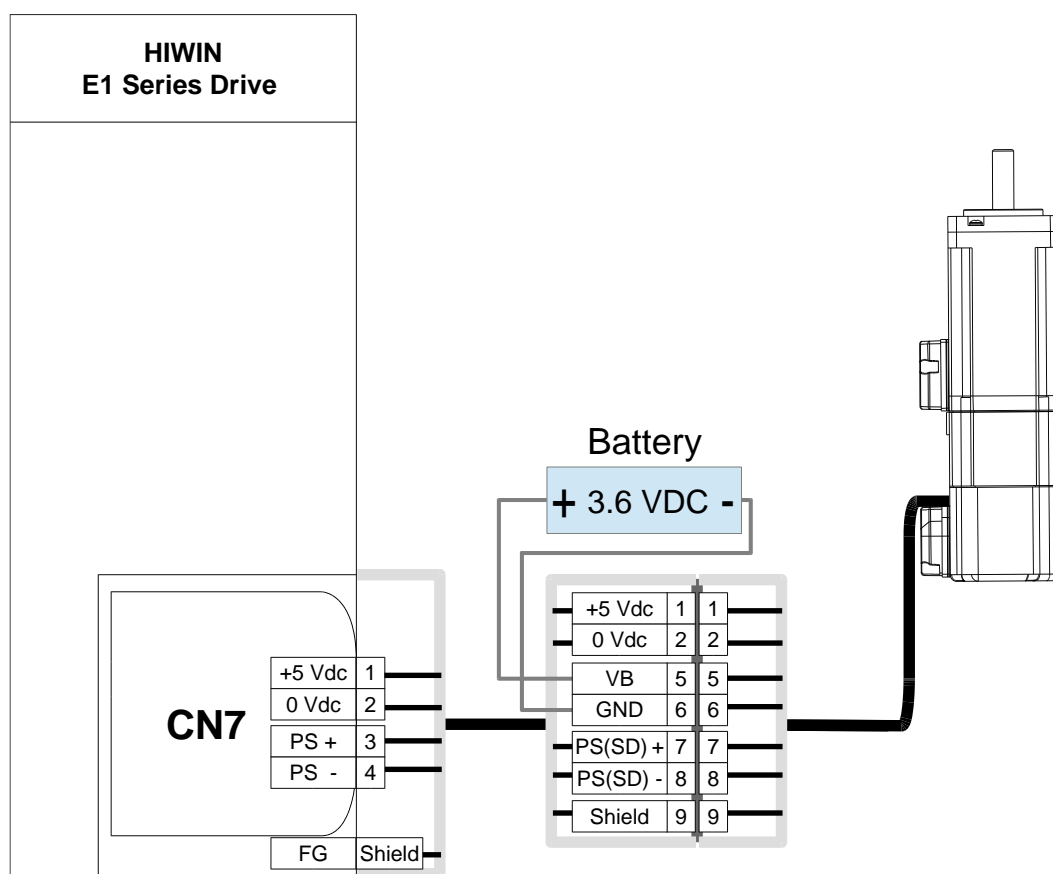 HIWIN
E1 Series Drive
Battery
+ 3.6 VDC -
+5 Vdc 1 1
0 Vdc 2 2
VB 5 5
GND 6 6
PS(SD) + 7 7
PS(SD) - 8 8
Shield 9 9
CN7
+5 Vdc 1
0 Vdc 2
PS + 3
PS - 4
FG Shield